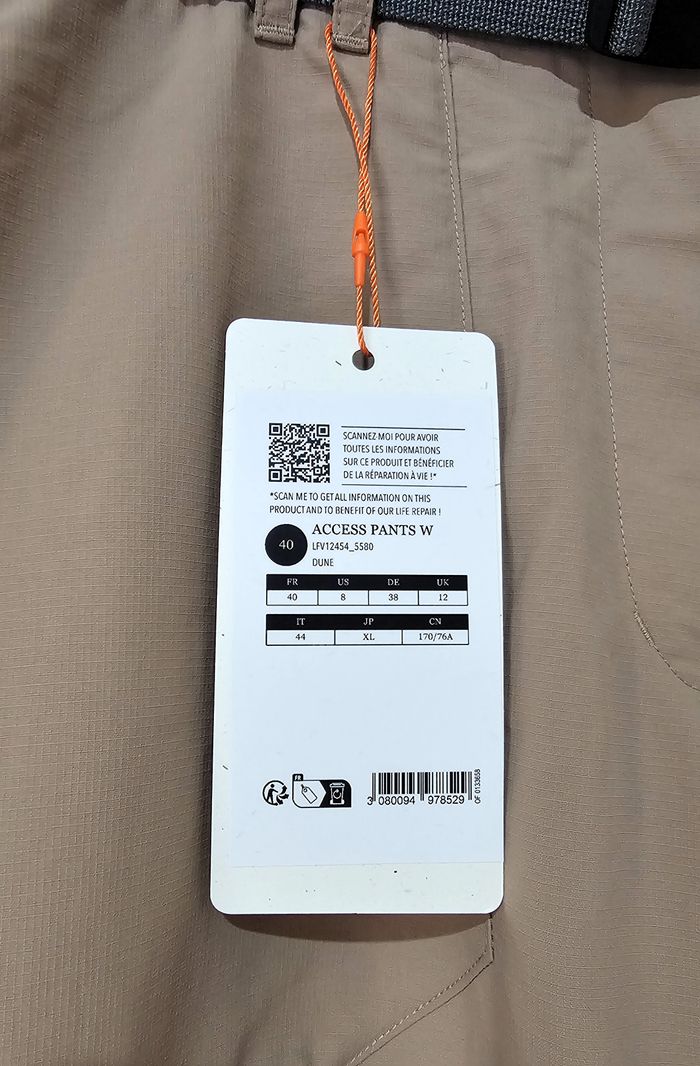 SCANNEZ MOI POUR AVOIR
TOUTES LES INFORMATIONS
SUR CE PRODUIT ET BÉNÉFICIER
DE LA RÉPARATION À VIE !*
*SCAN ME TO GET ALL INFORMATION ON THIS
PRODUCT AND TO BENEFIT OF OUR LIFE REPAIR !
40
ACCESS PANTS W
LFV12454_5580
DUNE
FR US DE UK
40 8 38 12
IT JP CN
44 XL 170/76A
FR
3 080094 978529
OF 0133658